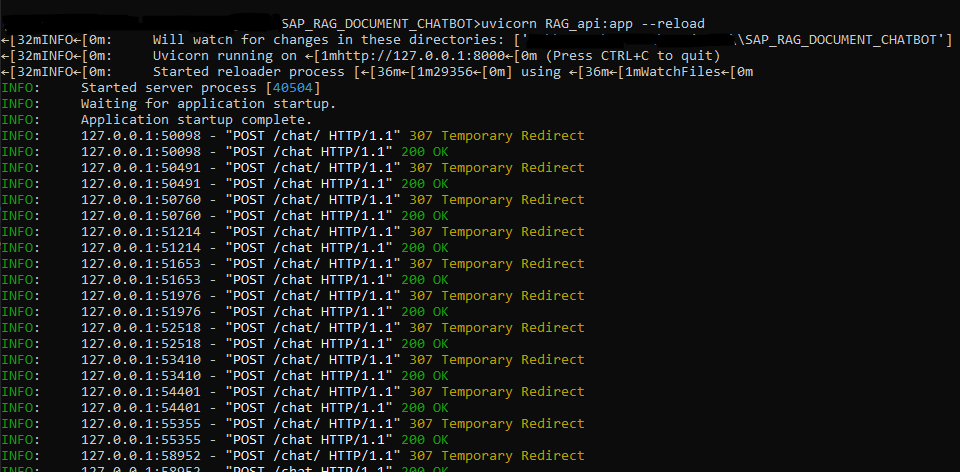 SAP_RAG_DOCUMENT_CHATBOT>uvicorn RAG_api:app --reload
←[32mINFO←[0m:     Will watch for changes in these directories: ['\\SAP_RAG_DOCUMENT_CHATBOT']
←[32mINFO←[0m:     Uvicorn running on ←[1mhttp://127.0.0.1:8000←[0m (Press CTRL+C to quit)
←[32mINFO←[0m:     Started reloader process [←[36m←[1m29356←[0m] using ←[36m←[1mWatchFiles←[0m
INFO:     Started server process [40504]
INFO:     Waiting for application startup.
INFO:     Application startup complete.
INFO:     127.0.0.1:50098 - "POST /chat/ HTTP/1.1" 307 Temporary Redirect
INFO:     127.0.0.1:50098 - "POST /chat HTTP/1.1" 200 OK
INFO:     127.0.0.1:50491 - "POST /chat/ HTTP/1.1" 307 Temporary Redirect
INFO:     127.0.0.1:50491 - "POST /chat HTTP/1.1" 200 OK
INFO:     127.0.0.1:50760 - "POST /chat/ HTTP/1.1" 307 Temporary Redirect
INFO:     127.0.0.1:50760 - "POST /chat HTTP/1.1" 200 OK
INFO:     127.0.0.1:51214 - "POST /chat/ HTTP/1.1" 307 Temporary Redirect
INFO:     127.0.0.1:51214 - "POST /chat HTTP/1.1" 200 OK
INFO:     127.0.0.1:51653 - "POST /chat/ HTTP/1.1" 307 Temporary Redirect
INFO:     127.0.0.1:51653 - "POST /chat HTTP/1.1" 200 OK
INFO:     127.0.0.1:51976 - "POST /chat/ HTTP/1.1" 307 Temporary Redirect
INFO:     127.0.0.1:51976 - "POST /chat HTTP/1.1" 200 OK
INFO:     127.0.0.1:52518 - "POST /chat/ HTTP/1.1" 307 Temporary Redirect
INFO:     127.0.0.1:52518 - "POST /chat HTTP/1.1" 200 OK
INFO:     127.0.0.1:53410 - "POST /chat/ HTTP/1.1" 307 Temporary Redirect
INFO:     127.0.0.1:53410 - "POST /chat HTTP/1.1" 200 OK
INFO:     127.0.0.1:54401 - "POST /chat/ HTTP/1.1" 307 Temporary Redirect
INFO:     127.0.0.1:54401 - "POST /chat HTTP/1.1" 200 OK
INFO:     127.0.0.1:55355 - "POST /chat/ HTTP/1.1" 307 Temporary Redirect
INFO:     127.0.0.1:55355 - "POST /chat HTTP/1.1" 200 OK
INFO:     127.0.0.1:58952 - "POST /chat/ HTTP/1.1" 307 Temporary Redirect
INFO:     127.0.0.1:58952 - "POST /chat HTTP/1.1" 200 OK